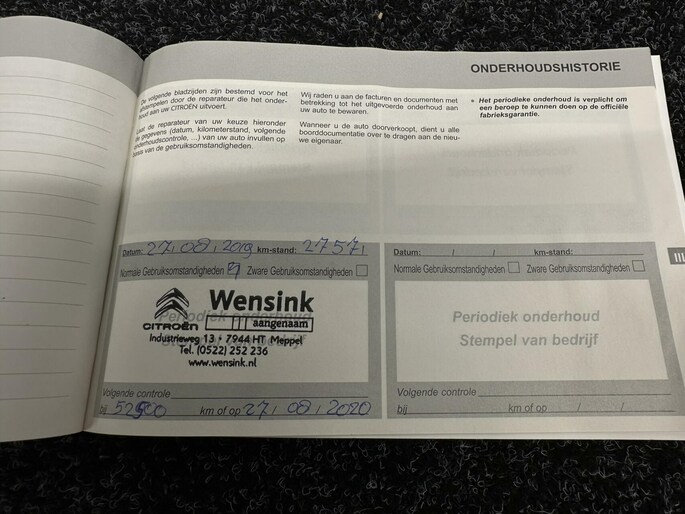 ONDERHOUDSHISTORIE
De volgende bladzijden zijn bestemd voor het
afstempelen door de reparateur die het onder-
houd aan uw CITROËN uitvoert.
Laat de reparateur van uw keuze hieronder
de gegevens (datum, kilometerstand, volgende
onderhoudscontrole, ...) van uw auto invullen op
basis van de gebruiksomstandigheden.
Wij raden u aan de facturen en documenten met
betrekking tot het uitgevoerde onderhoud aan
uw auto te bewaren.
Wanneer u de auto doorverkoopt, dient u alle
boorddocumentatie over te dragen aan de nieu-
we eigenaar.
• Het periodieke onderhoud is verplicht om
een beroep te kunnen doen op de officiële
fabrieksgarantie.
Datum: 27/08/2019 km-stand: 27571
Normale Gebruiksomstandigheden Zware Gebruiksomstandigheden
Periodiek onderhoud
Stempel van bedrijf
Wensink
CITROËN aangenaam
Industrieweg 13 • 7944 HT Meppel
Tel. (0522) 252 236
www.wensink.nl
Volgende controle
bij 52500 km of op 27/08/2020
Datum: / / km-stand:
Normale Gebruiksomstandigheden Zware Gebruiksomstandigheden
Periodiek onderhoud
Stempel van bedrijf
Volgende controle
bij km of op / /
III